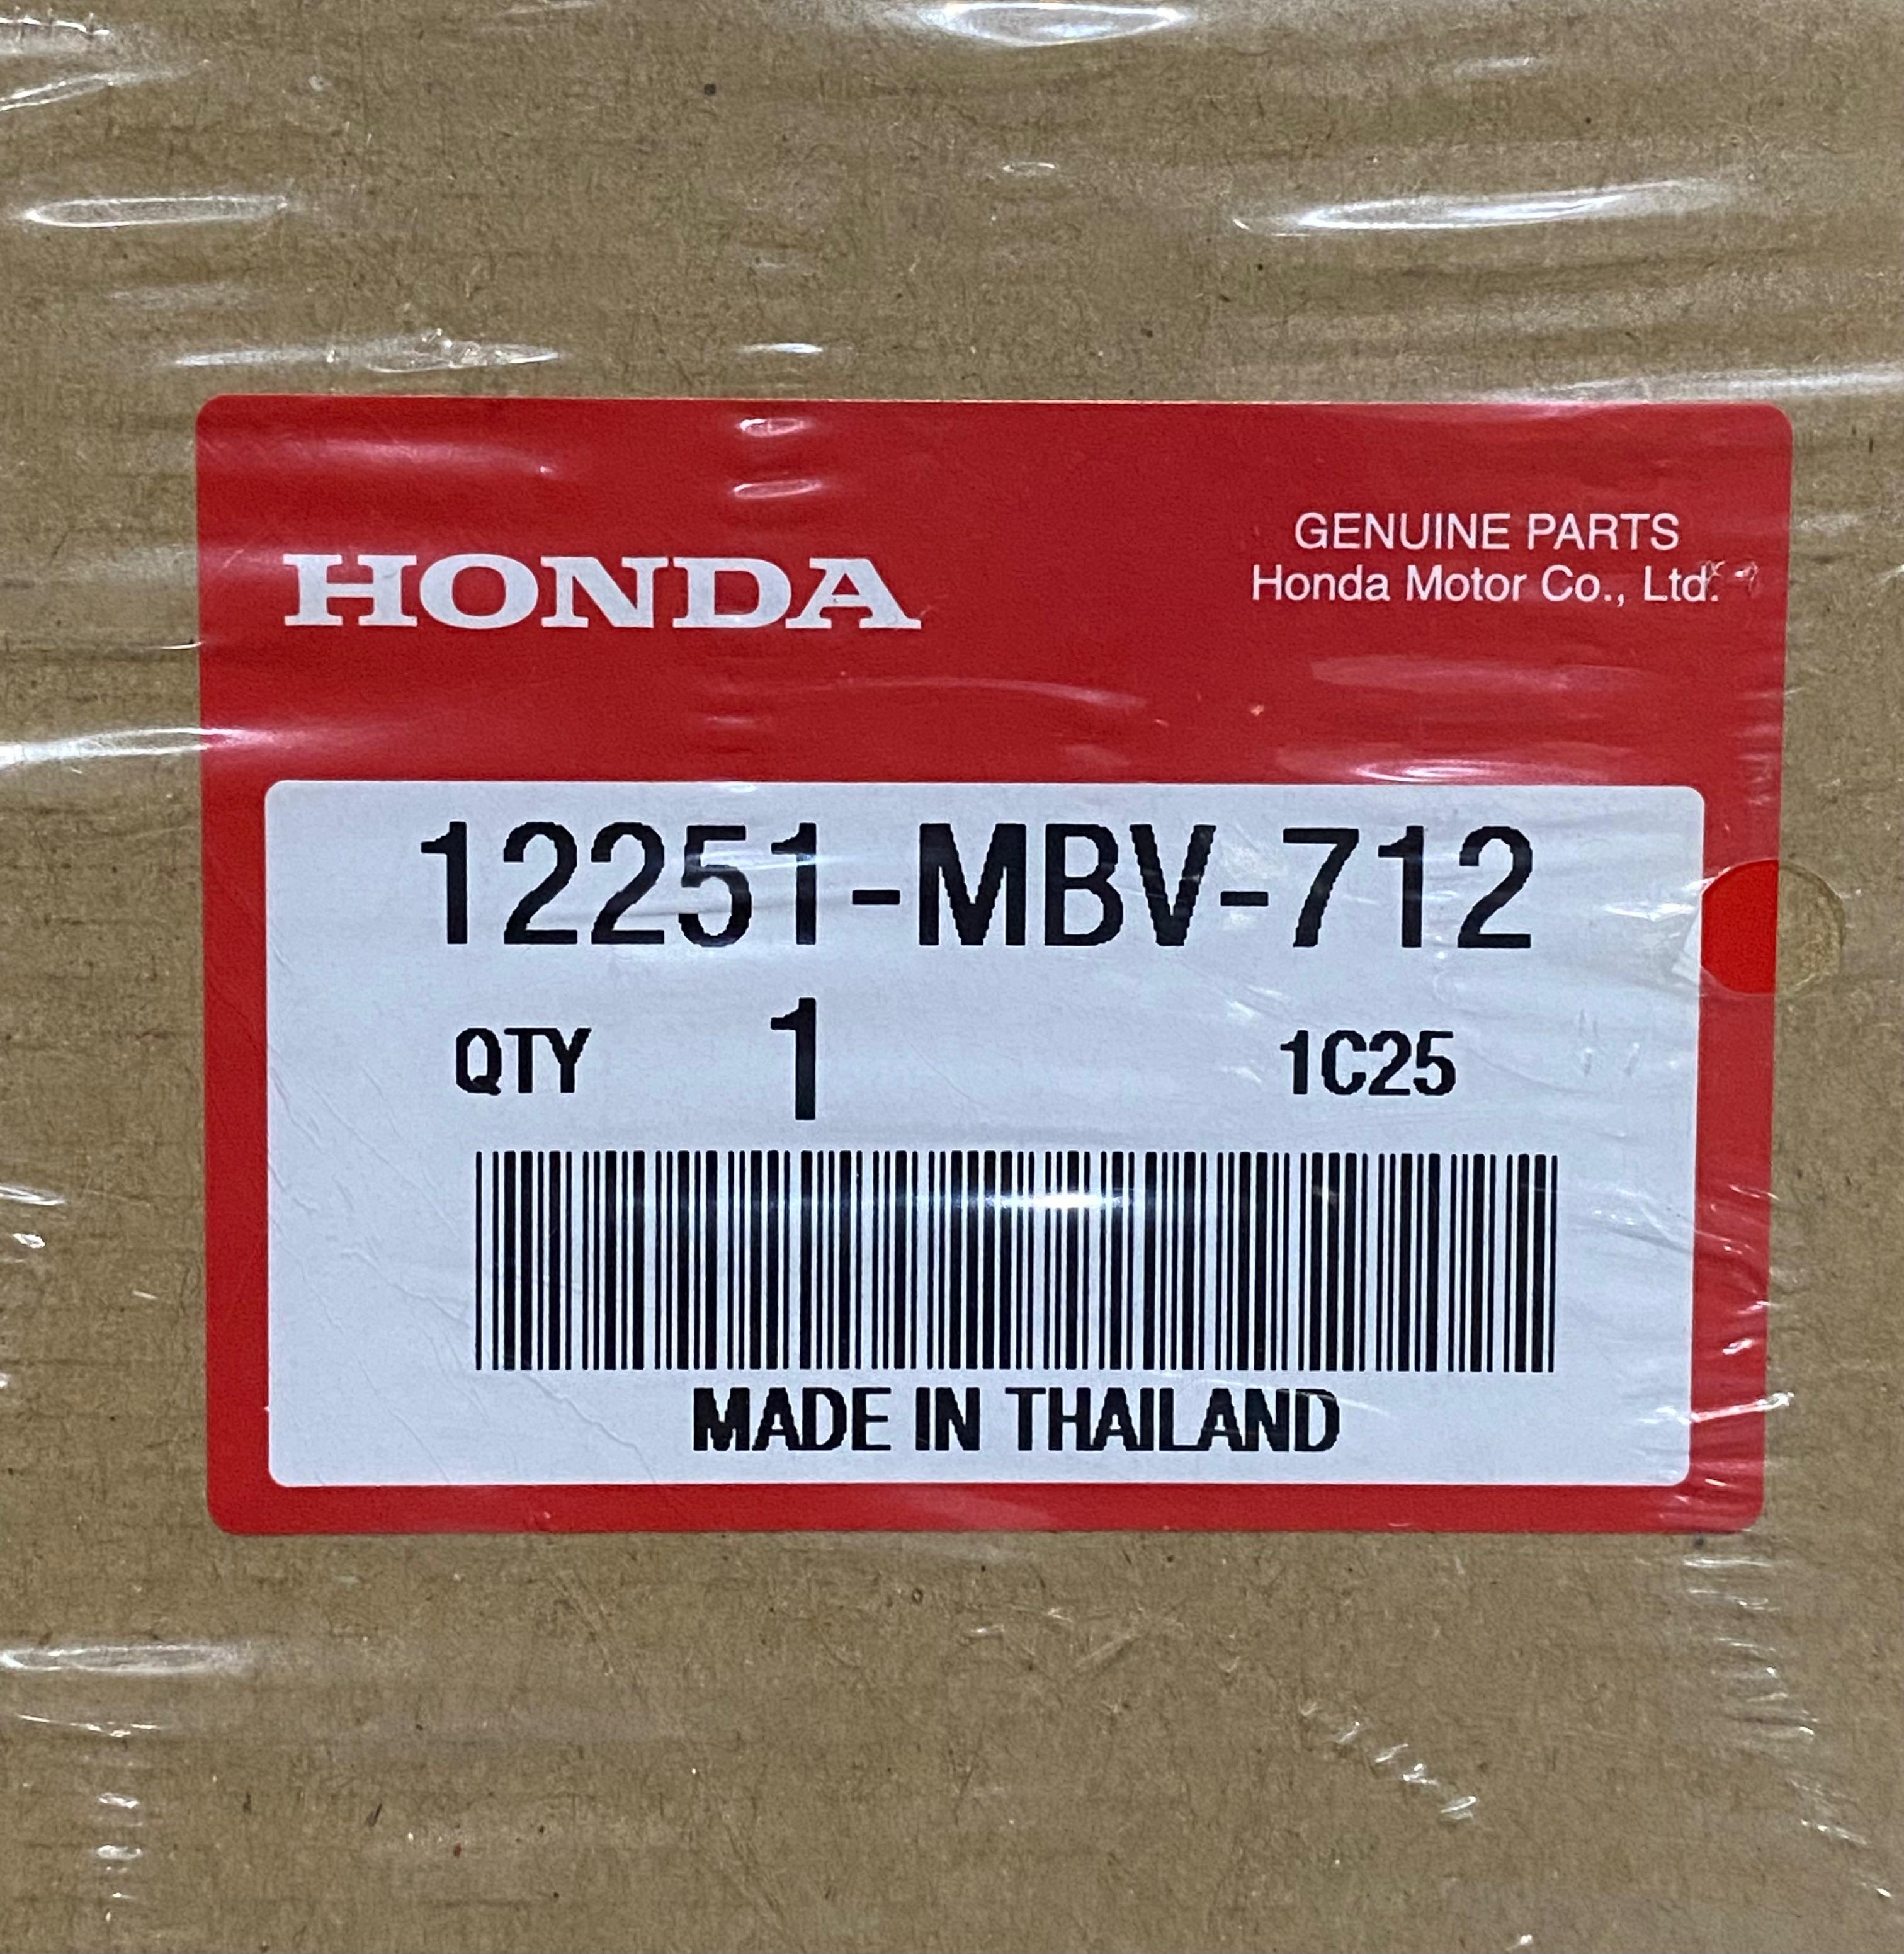 HONDA
GENUINE PARTS
Honda Motor Co., Ltd.
12251-MBV-712
QTY 1 1C25
MADE IN THAILAND